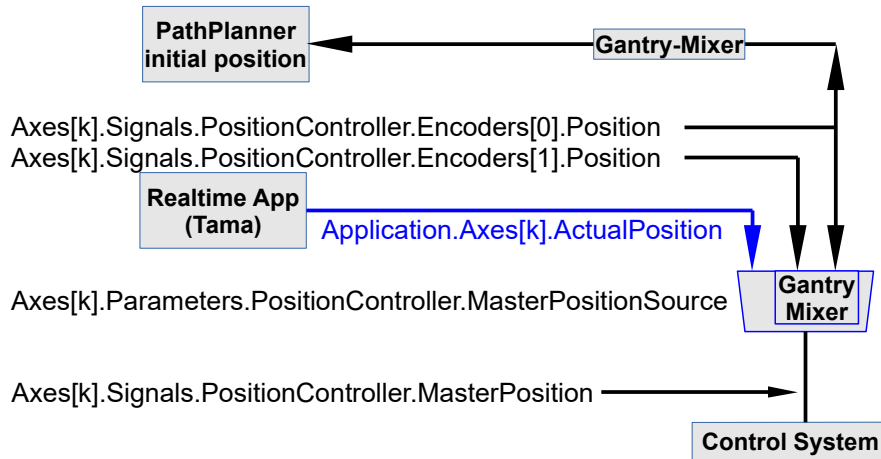 PathPlanner
initial position
Gantry-Mixer
Axes[k].Signals.PositionController.Encoders[0].Position
Axes[k].Signals.PositionController.Encoders[1].Position
Realtime App
(Tama)
Application.Axes[k].ActualPosition
Axes[k].Parameters.PositionController.MasterPositionSource
Gantry
Mixer
Axes[k].Signals.PositionController.MasterPosition
Control System